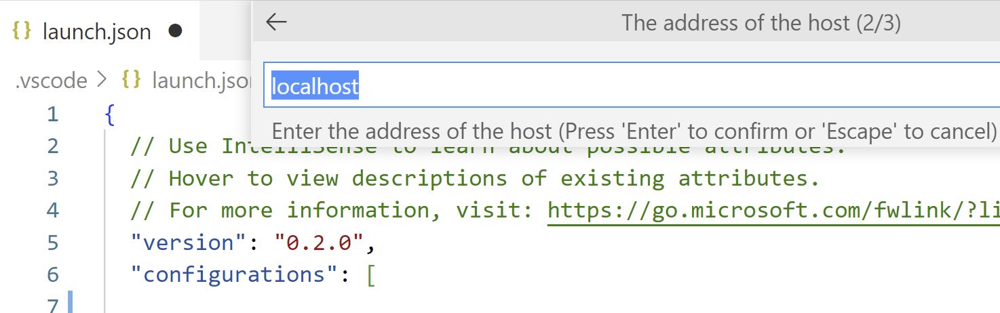 {} launch.json ●
The address of the host (2/3)
.vscode > {} launch.json
localhost
Enter the address of the host (Press 'Enter' to confirm or 'Escape' to cancel)
1 {
2 // Use IntelliSense to learn about possible attributes.
3 // Hover to view descriptions of existing attributes.
4 // For more information, visit: https://go.microsoft.com/fwlink/?li
5 "version": "0.2.0",
6 "configurations": [
7